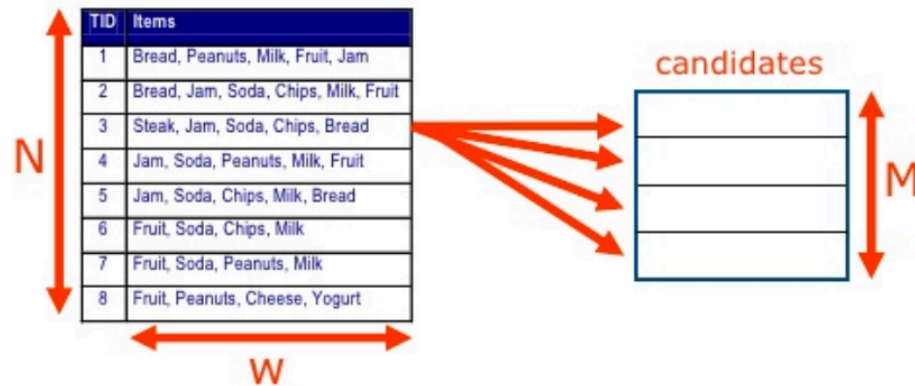 TID Items
1 Bread, Peanuts, Milk, Fruit, Jam
2 Bread, Jam, Soda, Chips, Milk, Fruit
3 Steak, Jam, Soda, Chips, Bread
4 Jam, Soda, Peanuts, Milk, Fruit
5 Jam, Soda, Chips, Milk, Bread
6 Fruit, Soda, Chips, Milk
7 Fruit, Soda, Peanuts, Milk
8 Fruit, Peanuts, Cheese, Yogurt
N
w
candidates
M